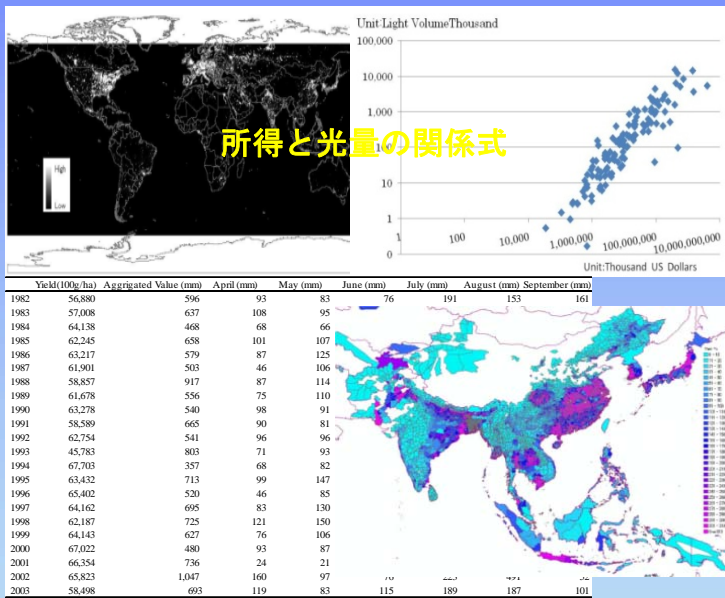 Unit:Light VolumeThousand
100,000
10,000
1,000
100
10
1
0
1 100 10,000 1,000,000 100,000,000 10,000,000,000
Unit:Thousand US Dollars
High
Low
所得と光量の関係式
Yield(100g/ha) Aggrigated Value (mm) April (mm) May (mm) June (mm) July (mm) August (mm) September (mm)
1982 56,880 596 93 83 76 191 153 161
1983 57,008 637 108 95
1984 64,138 468 68 66
1985 62,245 658 101 107
1986 63,217 579 87 125
1987 61,901 503 46 106
1988 58,857 917 87 114
1989 61,678 556 75 110
1990 63,278 540 98 91
1991 58,589 665 90 81
1992 62,754 541 96 96
1993 45,783 803 71 93
1994 67,703 357 68 82
1995 63,432 713 99 147
1996 65,402 520 46 85
1997 64,162 695 83 130
1998 62,187 725 121 150
1999 64,143 627 76 106
2000 67,022 480 93 87
2001 66,354 736 24 21
2002 65,823 1,047 160 97
2003 58,498 693 119 83 115 189 187 101